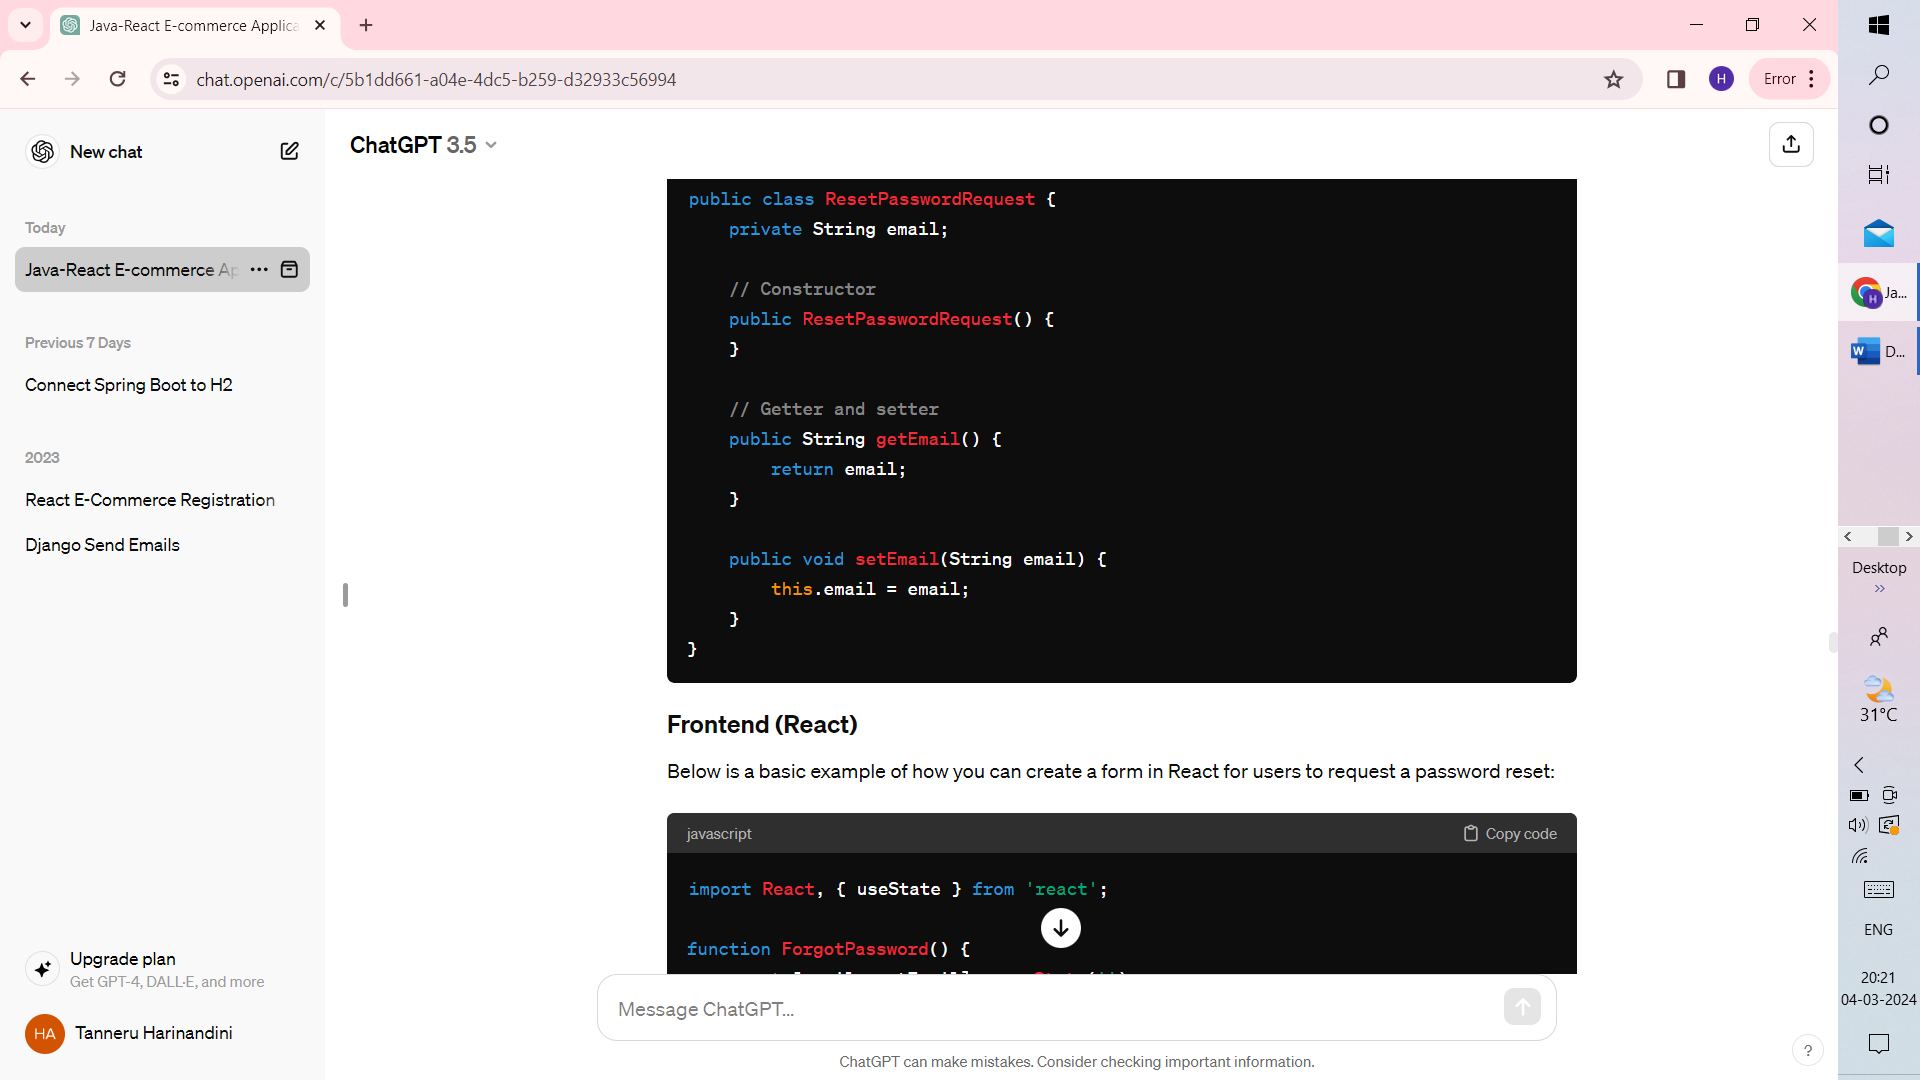 Java-React E-commerce Applica
chat.openai.com/c/5b1dd661-a04e-4dc5-b259-d32933c56994
H
Error
New chat
Today
Java-React E-commerce Ap
Previous 7 Days
Connect Spring Boot to H2
2023
React E-Commerce Registration
Django Send Emails
Upgrade plan
Get GPT-4, DALL·E, and more
HA
Tanneru Harinandini
ChatGPT 3.5
public class ResetPasswordRequest {
    private String email;
    // Constructor
    public ResetPasswordRequest() {
    }
    // Getter and setter
    public String getEmail() {
        return email;
    }
    public void setEmail(String email) {
        this.email = email;
    }
}
Frontend (React)
Below is a basic example of how you can create a form in React for users to request a password reset:
javascript
Copy code
import React, { useState } from 'react';
function ForgotPassword() {
Message ChatGPT...
ChatGPT can make mistakes. Consider checking important information.
?
H
Ja...
W
D...
Desktop
31°C
ENG
20:21
04-03-2024